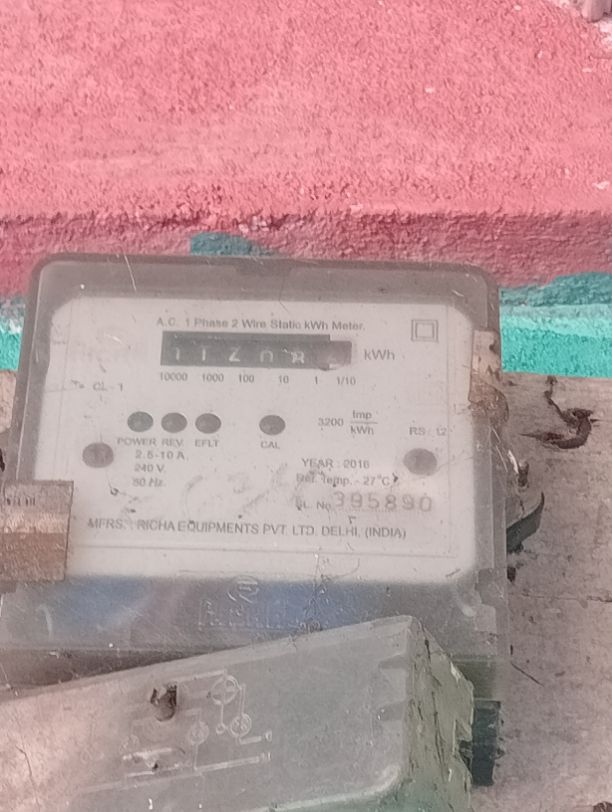 A.C. 1 Phase 2 Wire Static kWh Meter.
kWh
10000 1000 100 10 1 1/10
CL - 1
3200 Imp/kWh
POWER REV. EFLT CAL
2.5-10 A.
240 V.
50 Hz.
YEAR : 2016
Ref. Temp. - 27°C
SL. No. 395890
MFRS. : RICHA EQUIPMENTS PVT. LTD. DELHI, (INDIA)